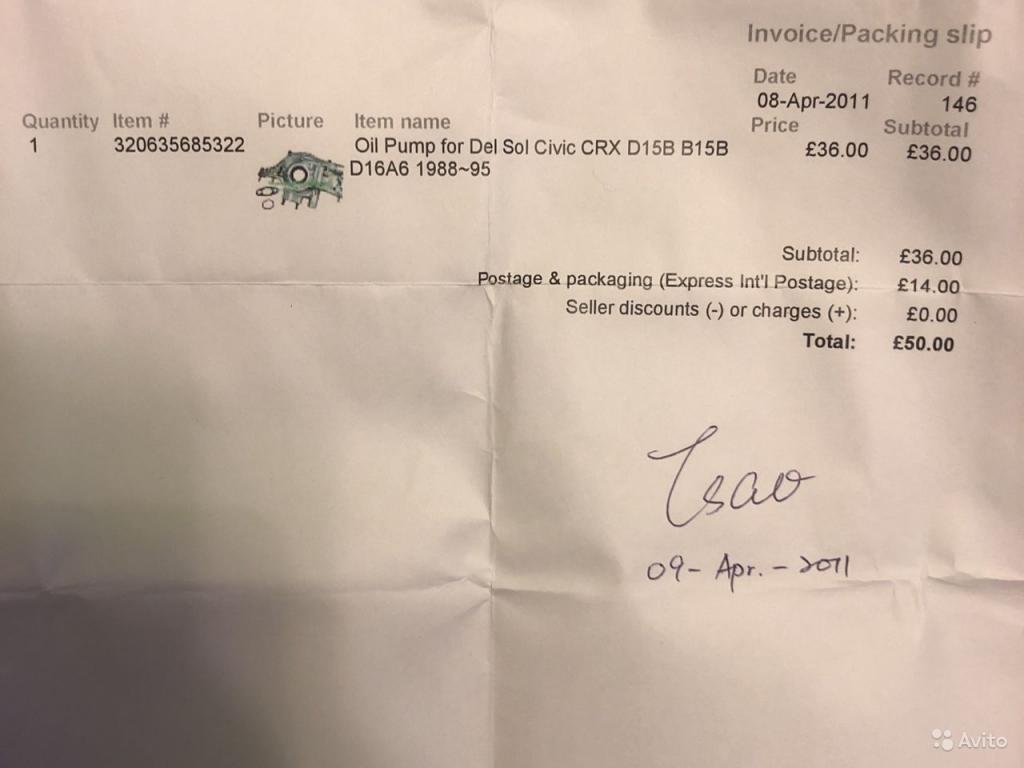 Invoice/Packing slip
Date Record #
08-Apr-2011 146
Quantity Item # Picture Item name Price Subtotal
1 320635685322 Oil Pump for Del Sol Civic CRX D15B B15B £36.00 £36.00
D16A6 1988~95
Subtotal: £36.00
Postage & packaging (Express Int'l Postage): £14.00
Seller discounts (-) or charges (+): £0.00
Total: £50.00
Tsao
09- Apr. - 2011
Avito